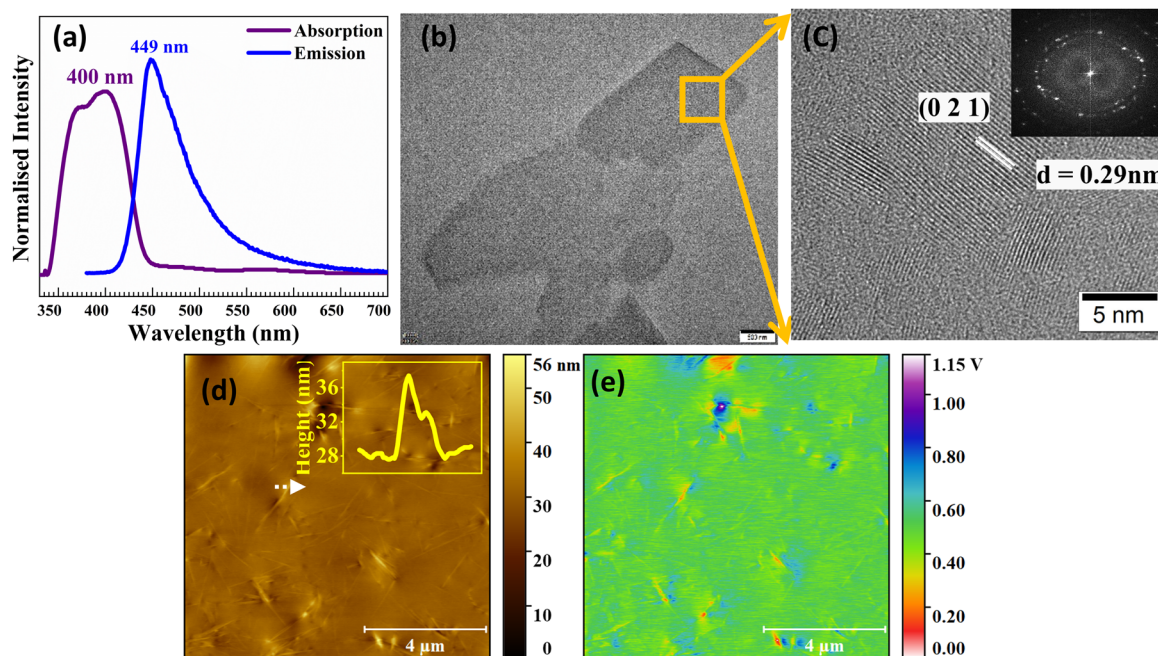 (a)
Absorption
Emission
449 nm
400 nm
Normalised Intensity
350 400 450 500 550 600 650 700
Wavelength (nm)
(b)
(C)
(0 2 1)
d = 0.29nm
5 nm
(d)
Height (nm)
36
32
28
4 µm
56 nm
50
40
30
20
10
0
(e)
4 µm
1.15 V
1.00
0.80
0.60
0.40
0.20
0.00